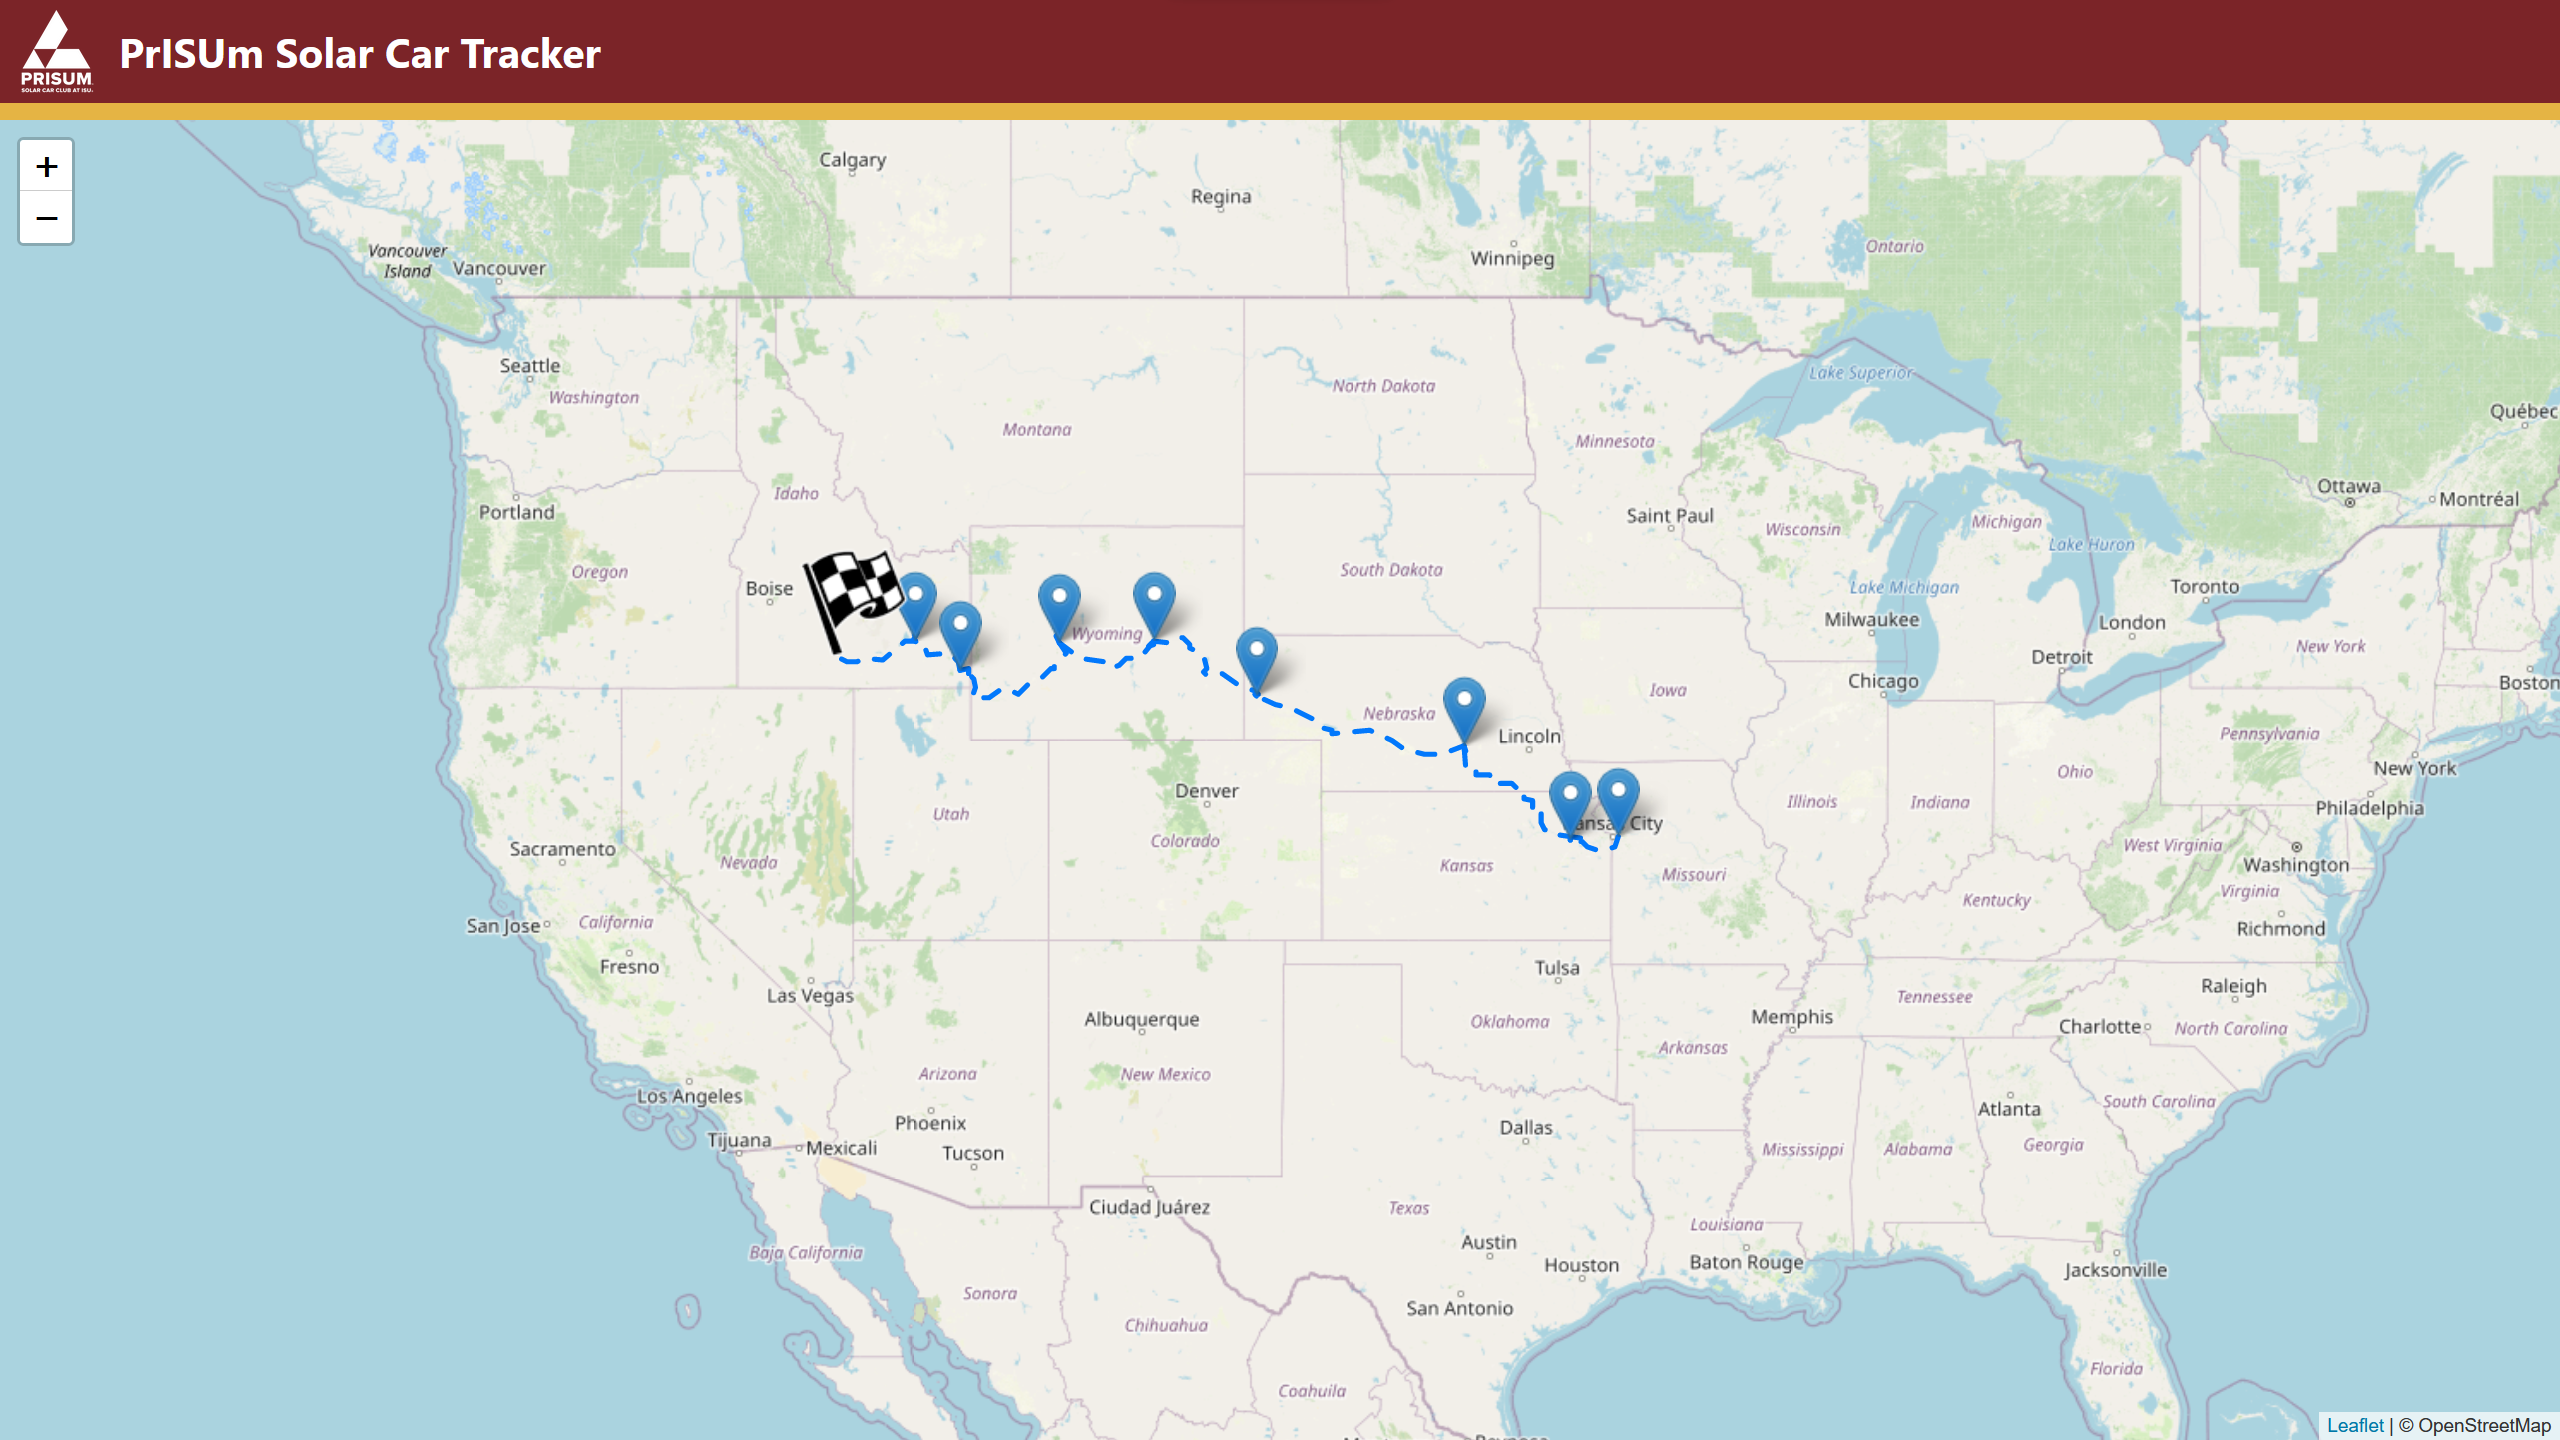 PRISUM
SOLAR CAR CLUB AT ISU.
PrISUm Solar Car Tracker
+
−
Calgary
Regina
Winnipeg
Ontario
Vancouver
Island
Vancouver
Seattle
Washington
North Dakota
Lake Superior
Québec
Montana
Minnesota
Idaho
Portland
Saint Paul
Wisconsin
Michigan
Ottawa
Montréal
Lake Huron
Oregon
Boise
South Dakota
Lake Michigan
Toronto
Milwaukee
London
Wyoming
New York
Detroit
Chicago
Boston
Iowa
Nebraska
Lincoln
Pennsylvania
New York
Ohio
Denver
Utah
Colorado
Illinois
Indiana
Philadelphia
ansas City
Sacramento
Nevada
Kansas
Missouri
West Virginia
Washington
Virginia
Kentucky
San Jose
California
Richmond
Fresno
Tulsa
Las Vegas
Raleigh
Tennessee
Albuquerque
Oklahoma
Memphis
Charlotte
North Carolina
Arkansas
Arizona
New Mexico
Los Angeles
South Carolina
Phoenix
Dallas
Atlanta
Tijuana
Mexicali
Tucson
Mississippi
Alabama
Georgia
Ciudad Juárez
Texas
Louisiana
Baja California
Austin
Houston
Baton Rouge
Jacksonville
Sonora
San Antonio
Chihuahua
Florida
Coahuila
Leaflet | © OpenStreetMap